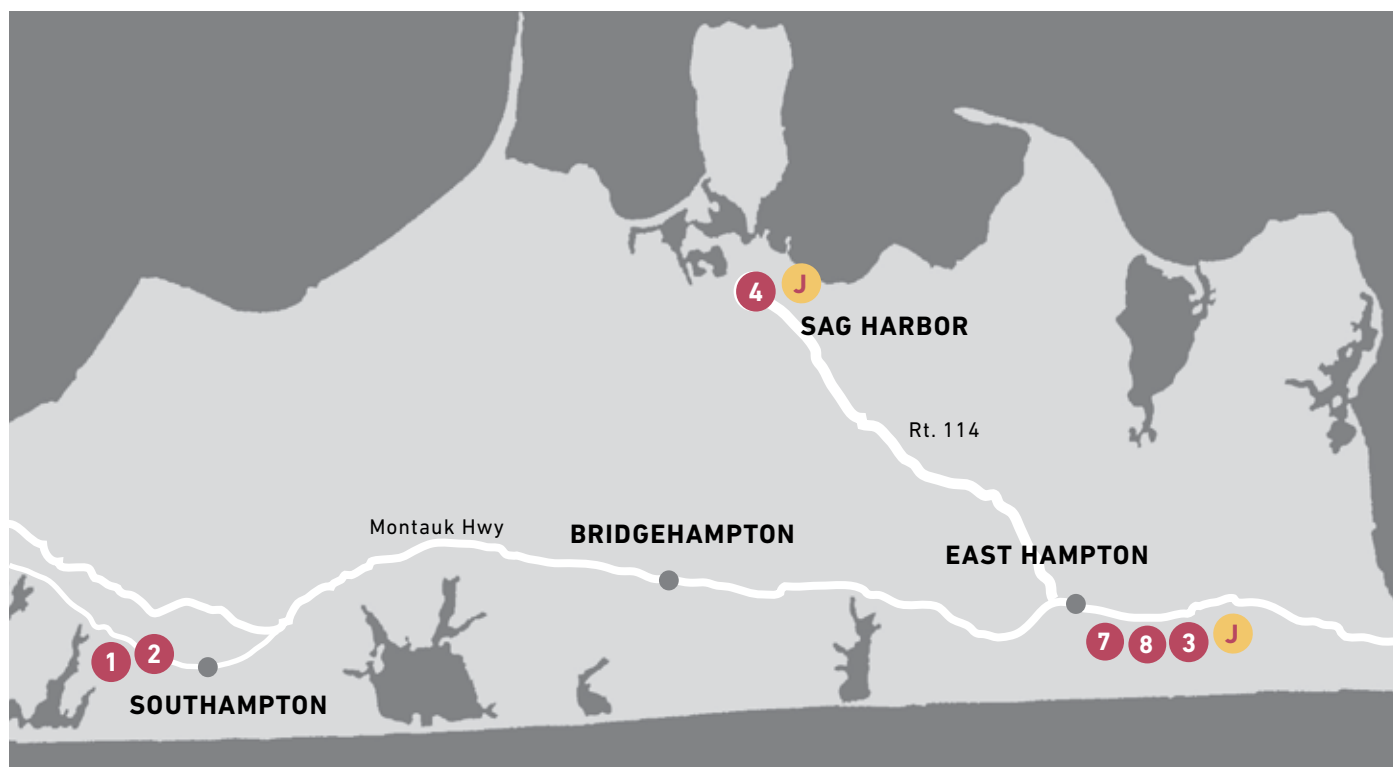 4
J
SAG HARBOR
Rt. 114
Montauk Hwy
BRIDGEHAMPTON
EAST HAMPTON
1
2
7
8
3
J
SOUTHAMPTON